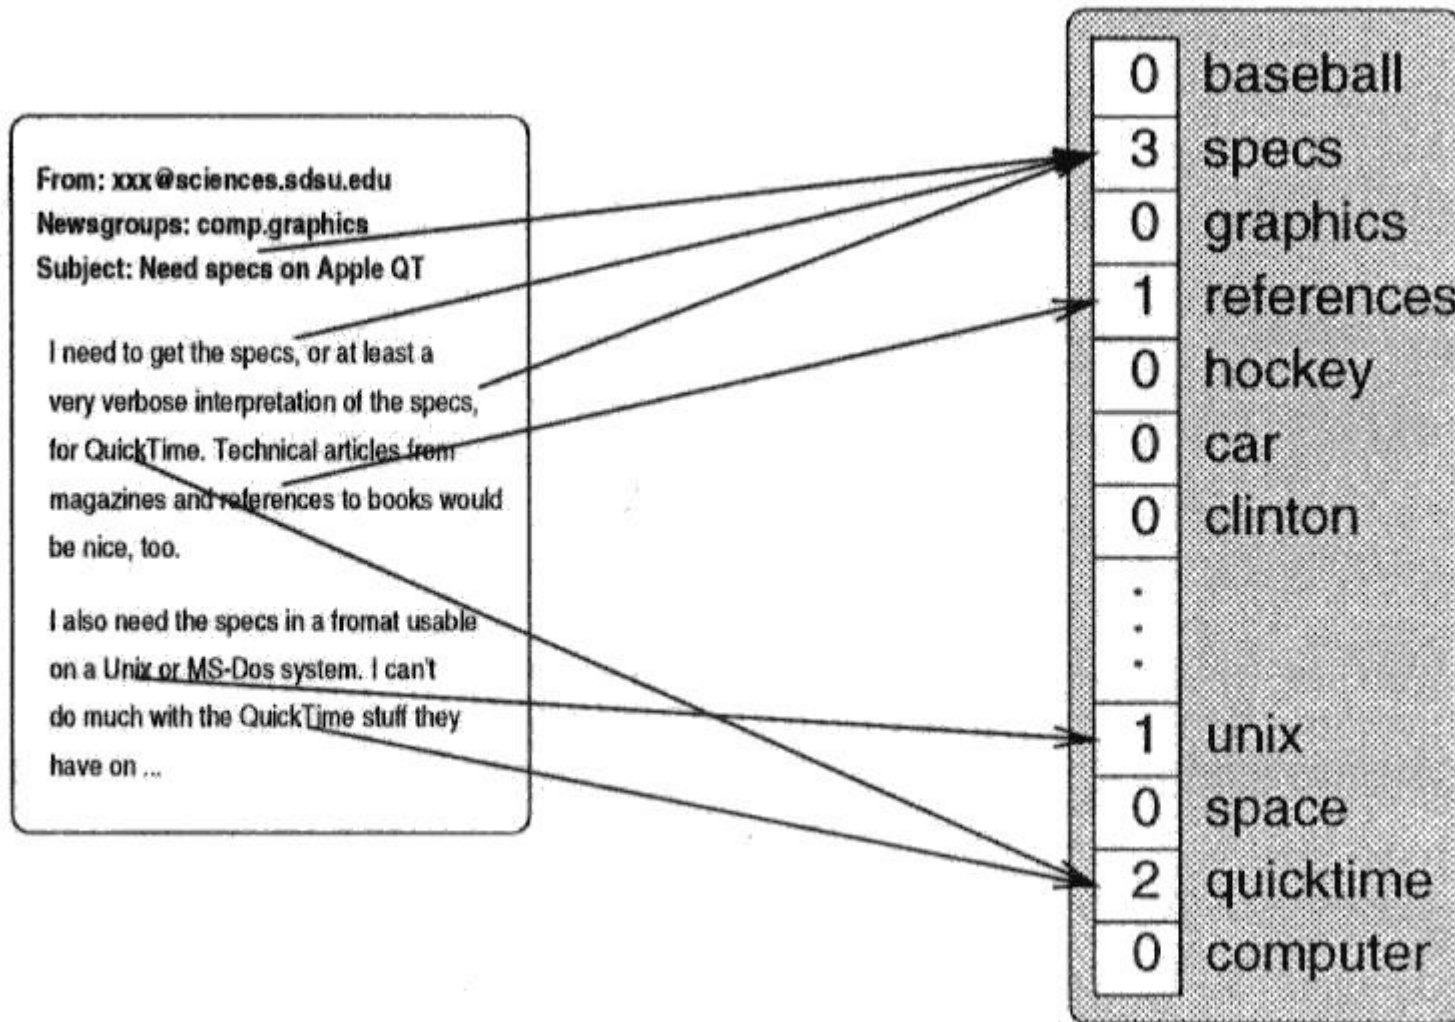 From: xxx@sciences.sdsu.edu
Newsgroups: comp.graphics
Subject: Need specs on Apple QT
I need to get the specs, or at least a
very verbose interpretation of the specs,
for QuickTime. Technical articles from
magazines and references to books would
be nice, too.
I also need the specs in a fromat usable
on a Unix or MS-Dos system. I can't
do much with the QuickTime stuff they
have on ...
0 baseball
3 specs
0 graphics
1 references
0 hockey
0 car
0 clinton
.
.
.
1 unix
0 space
2 quicktime
0 computer